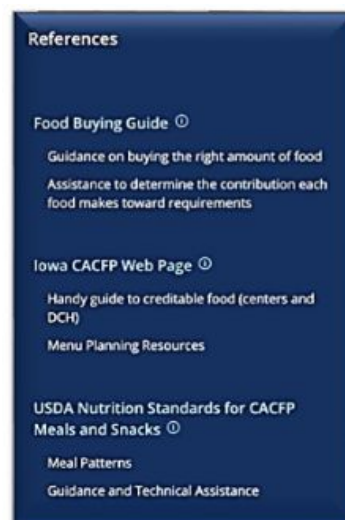 References
Food Buying Guide ⓘ
Guidance on buying the right amount of food
Assistance to determine the contribution each
food makes toward requirements
Iowa CACFP Web Page ⓘ
Handy guide to creditable food (centers and
DCH)
Menu Planning Resources
USDA Nutrition Standards for CACFP
Meals and Snacks ⓘ
Meal Patterns
Guidance and Technical Assistance